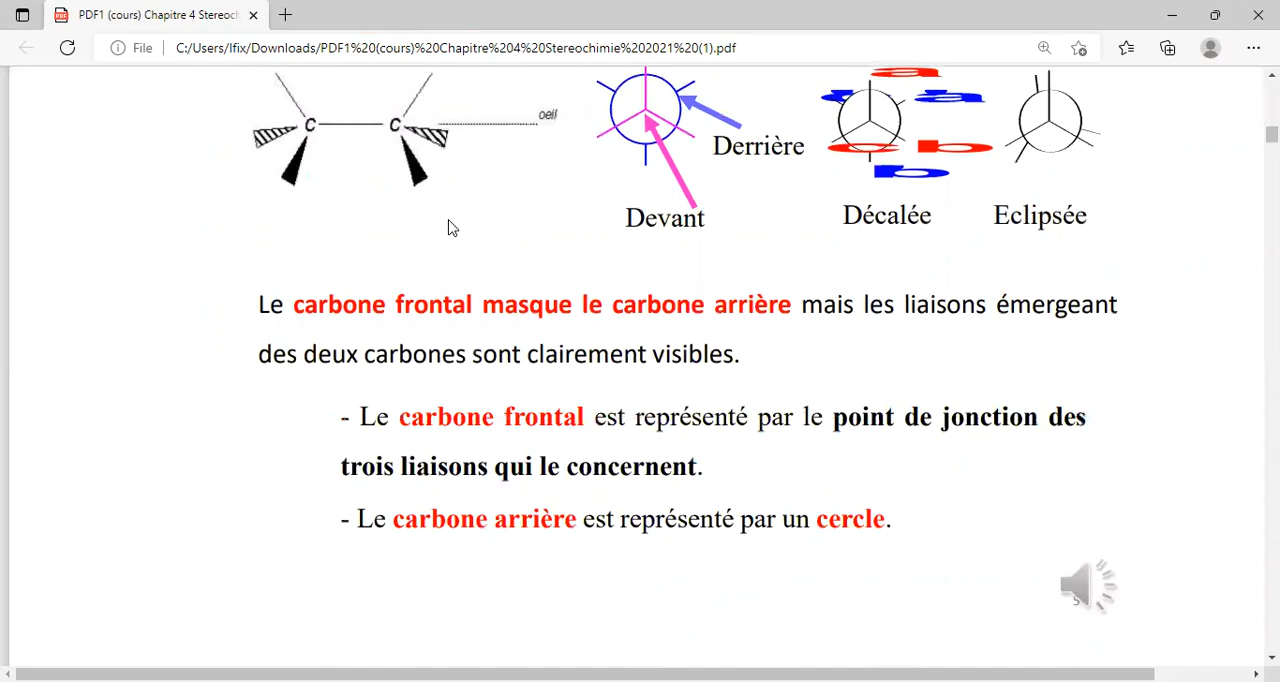 PDF1 (cours) Chapitre 4 Stereoch
File
C:/Users/Ifix/Downloads/PDF1%20(cours)%20Chapitre%204%20Stereochimie%202021%20(1).pdf
C C oeil
Derrière
Devant
Décalée
Eclipsée
Le carbone frontal masque le carbone arrière mais les liaisons émergeant
des deux carbones sont clairement visibles.
- Le carbone frontal est représenté par le point de jonction des
trois liaisons qui le concernent.
- Le carbone arrière est représenté par un cercle.
5